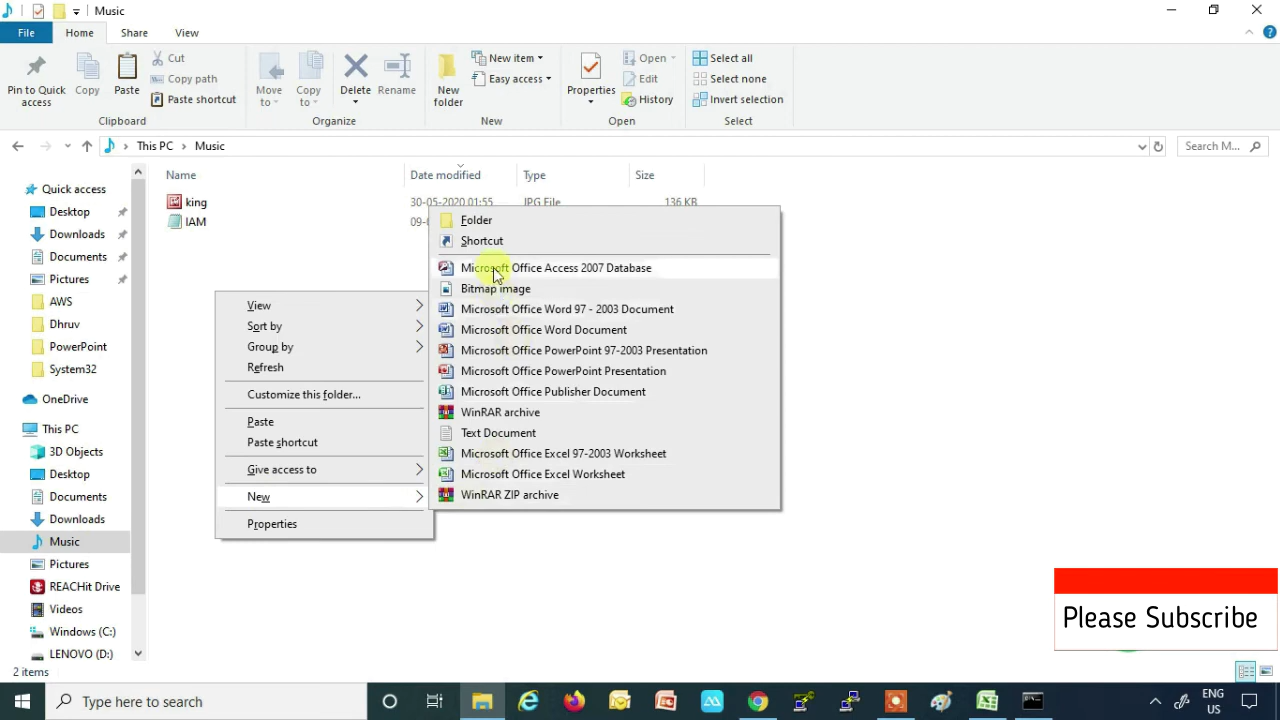 Music
File Home Share View
Pin to Quick access
Copy
Paste
Cut
Copy path
Paste shortcut
Clipboard
Move to
Copy to
Delete
Rename
Organize
New folder
New item
Easy access
New
Properties
Open
Edit
History
Open
Select all
Select none
Invert selection
Select
This PC > Music
Search M...
Name Date modified Type Size
king 30-05-2020 01:55 JPG File 136 KB
IAM 09-
Quick access
Desktop
Downloads
Documents
Pictures
AWS
Dhruv
PowerPoint
System32
OneDrive
This PC
3D Objects
Desktop
Documents
Downloads
Music
Pictures
REACHit Drive
Videos
Windows (C:)
LENOVO (D:)
View
Sort by
Group by
Refresh
Customize this folder...
Paste
Paste shortcut
Give access to
New
Properties
Folder
Shortcut
Microsoft Office Access 2007 Database
Bitmap image
Microsoft Office Word 97 - 2003 Document
Microsoft Office Word Document
Microsoft Office PowerPoint 97-2003 Presentation
Microsoft Office PowerPoint Presentation
Microsoft Office Publisher Document
WinRAR archive
Text Document
Microsoft Office Excel 97-2003 Worksheet
Microsoft Office Excel Worksheet
WinRAR ZIP archive
Please Subscribe
2 items
Type here to search
ENG
US